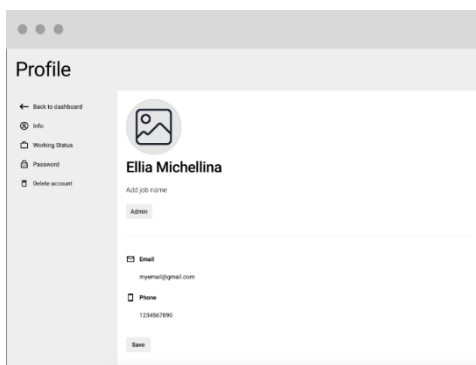 Profile
Back to dashboard
Info
Working Status
Password
Delete account
Ellia Michellina
Add job name
Admin
Email
myemail@gmail.com
Phone
1234567890
Save